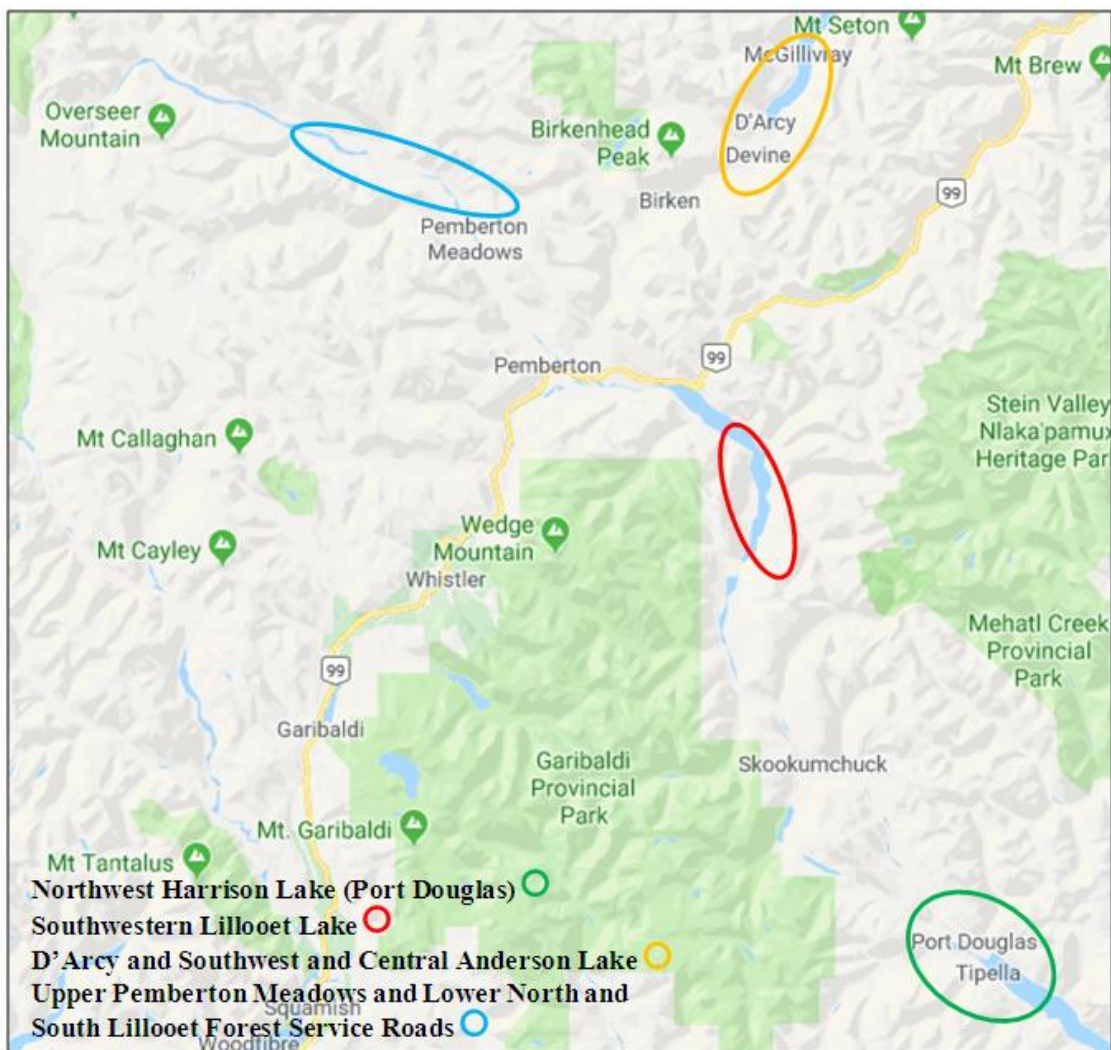 Mt Seton
McGillivray
Mt Brew
Overseer
Mountain
Birkenhead
Peak
D'Arcy
Devine
Birken
99
Pemberton
Meadows
Pemberton
99
Stein Valley
Nlaka'pamux
Heritage Park
Mt Callaghan
Wedge
Mountain
Mt Cayley
Whistler
Mehatl Creek
Provincial
Park
99
Garibaldi
Garibaldi
Provincial
Park
Skookumchuck
Mt. Garibaldi
Mt Tantalus
Northwest Harrison Lake (Port Douglas)
Southwestern Lillooet Lake
D’Arcy and Southwest and Central Anderson Lake
Upper Pemberton Meadows and Lower North and
South Lillooet Forest Service Roads
Squamish
Woodfibre
Port Douglas
Tipella